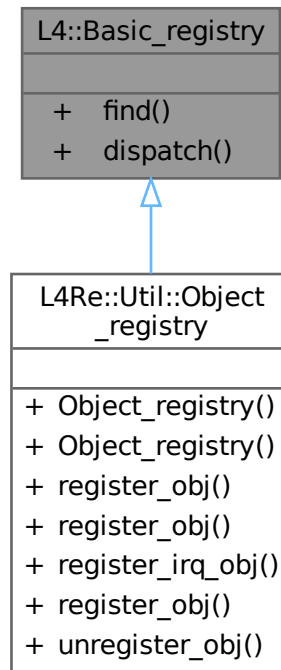 L4::Basic_registry
+ find()
+ dispatch()
L4Re::Util::Object
_registry
+ Object_registry()
+ Object_registry()
+ register_obj()
+ register_obj()
+ register_irq_obj()
+ register_obj()
+ unregister_obj()